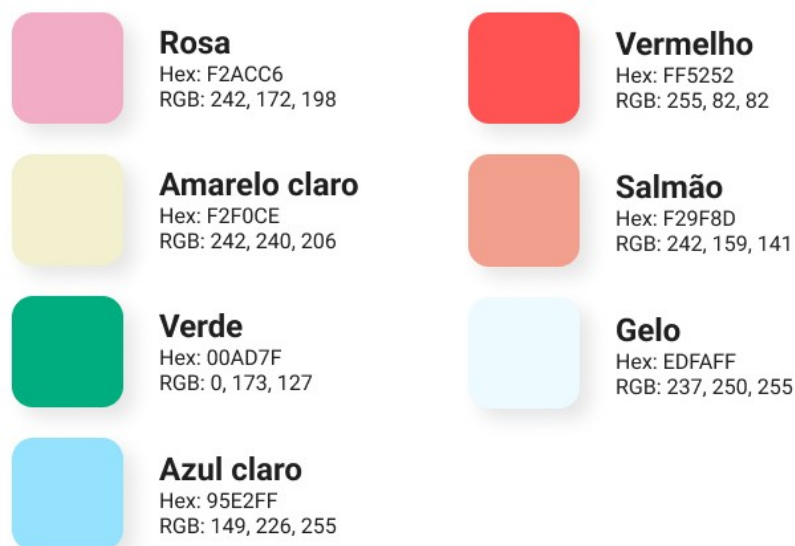 Rosa
Hex: F2ACC6
RGB: 242, 172, 198
Amarelo claro
Hex: F2F0CE
RGB: 242, 240, 206
Verde
Hex: 00AD7F
RGB: 0, 173, 127
Azul claro
Hex: 95E2FF
RGB: 149, 226, 255
Vermelho
Hex: FF5252
RGB: 255, 82, 82
Salmão
Hex: F29F8D
RGB: 242, 159, 141
Gelo
Hex: EDFAFF
RGB: 237, 250, 255